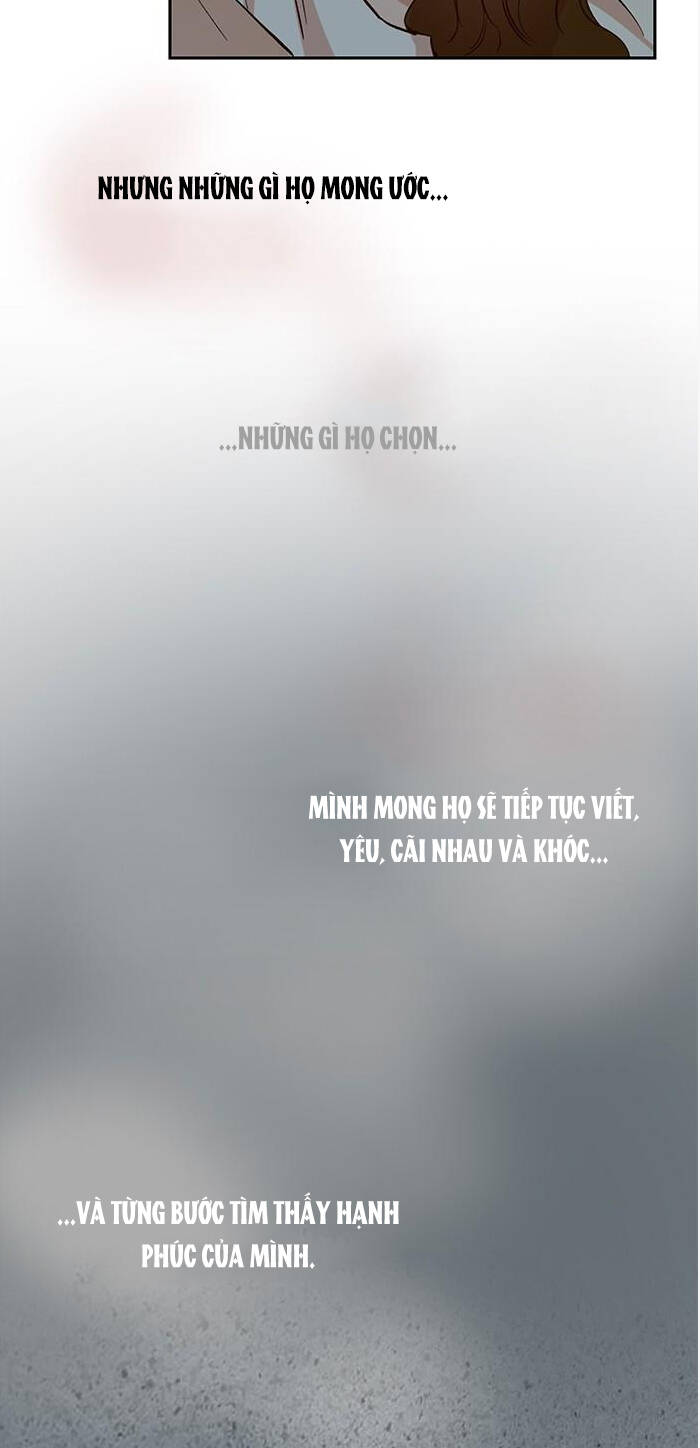 NHƯNG NHỮNG GÌ HỌ MONG ƯỚC...
...NHỮNG GÌ HỌ CHỌN...
MÌNH MONG HỌ SẼ TIẾP TỤC VIẾT,
YÊU, CÃI NHAU VÀ KHÓC...
...VÀ TỪNG BƯỚC TÌM THẤY HẠNH
PHÚC CỦA MÌNH.